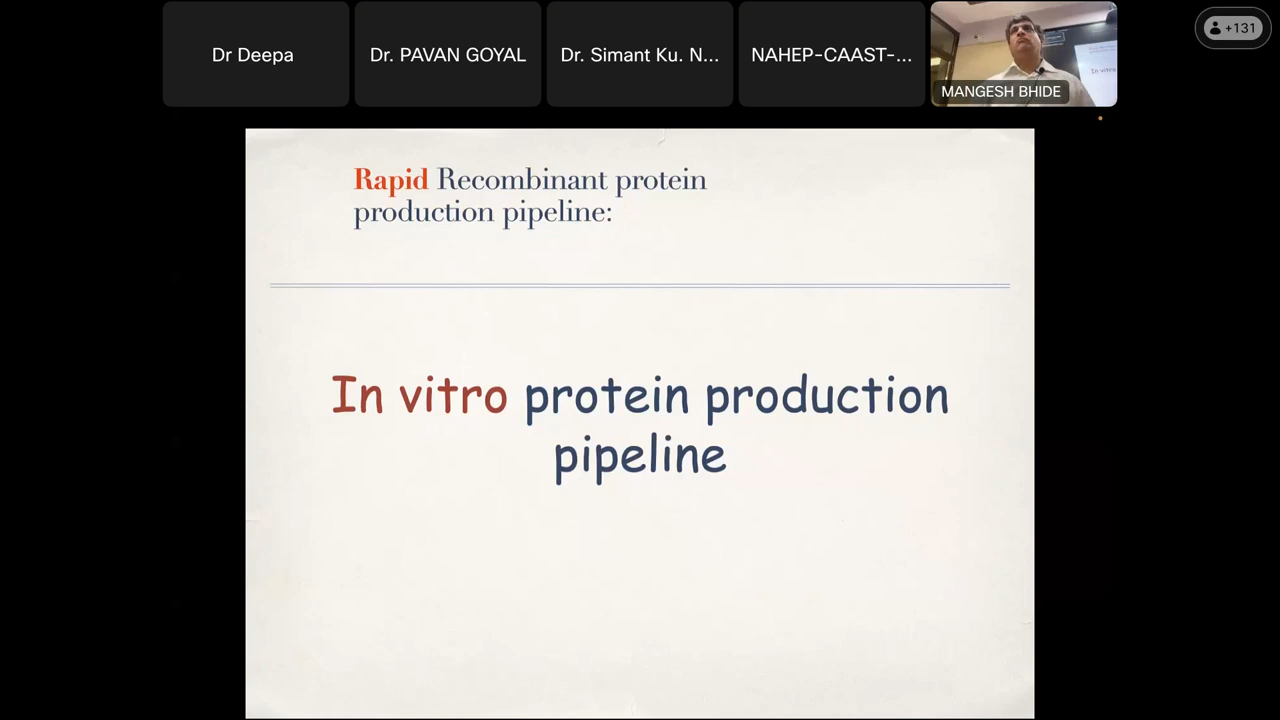 Dr Deepa
Dr. PAVAN GOYAL
Dr. Simant Ku. N...
NAHEP-CAAST-...
MANGESH BHIDE
+131
Rapid Recombinant protein
production pipeline:
In vitro protein production
pipeline